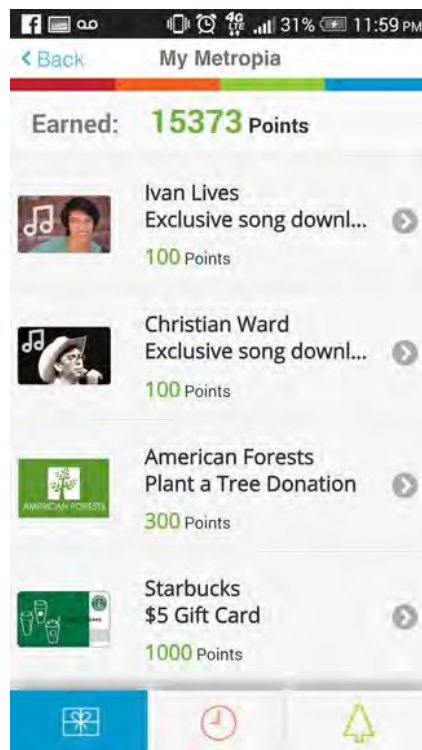 4G
LTE
31%
11:59 PM
Back
My Metropia
Earned: 15373 Points
Ivan Lives
Exclusive song downl...
100 Points
Christian Ward
Exclusive song downl...
100 Points
AMERICAN FORESTS
American Forests
Plant a Tree Donation
300 Points
Starbucks
$5 Gift Card
1000 Points